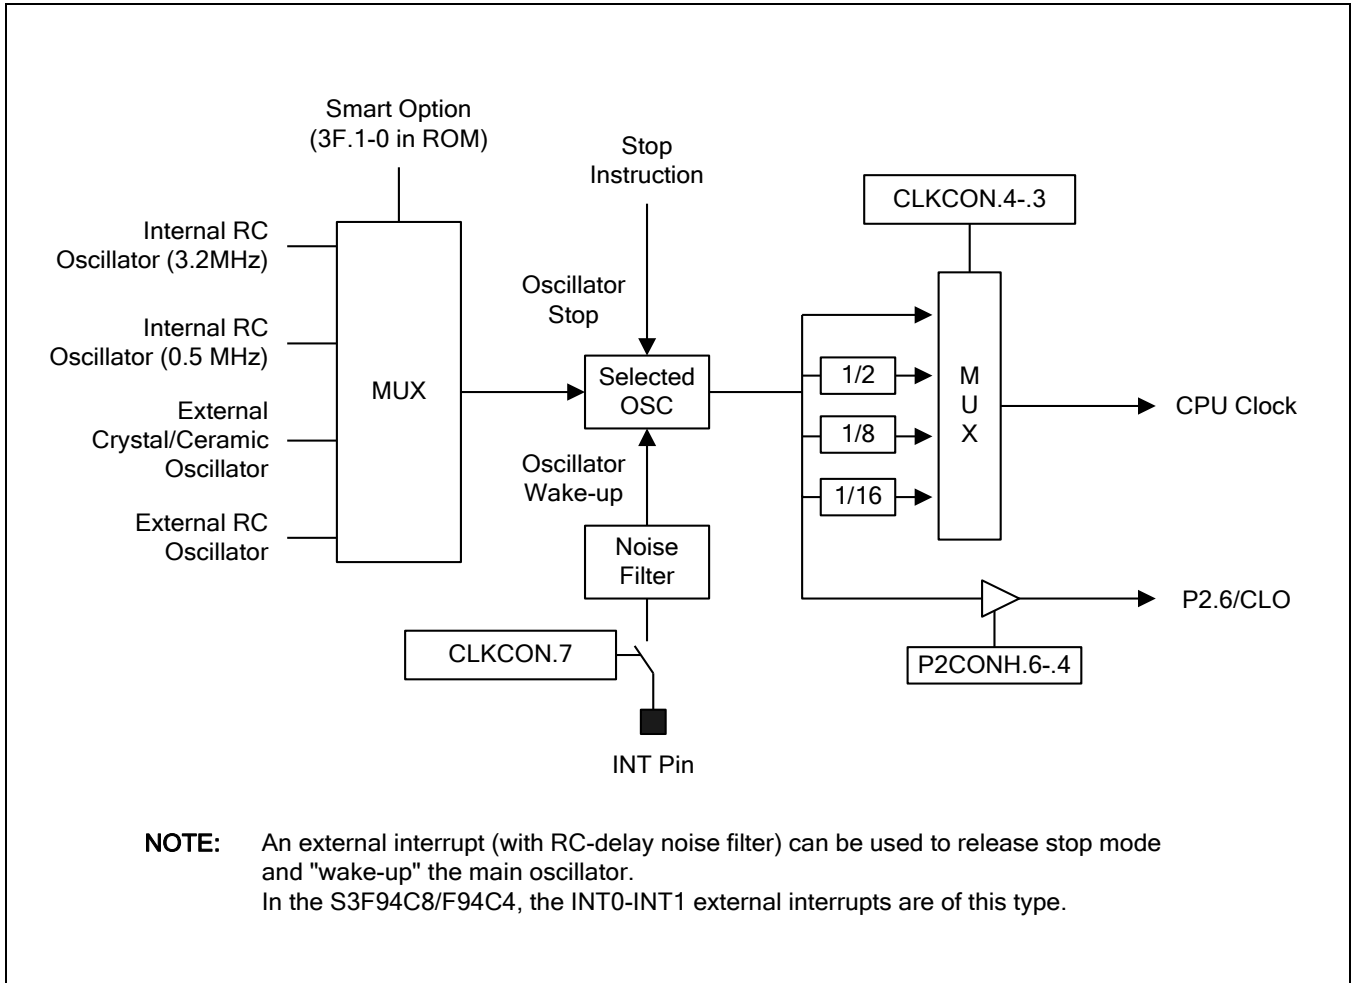 Smart Option
(3F.1-0 in ROM)
Stop
Instruction
CLKCON.4-.3
Internal RC
Oscillator (3.2MHz)
Internal RC
Oscillator (0.5 MHz)
External
Crystal/Ceramic
Oscillator
External RC
Oscillator
MUX
Oscillator
Stop
Selected
OSC
Oscillator
Wake-up
Noise
Filter
CLKCON.7
INT Pin
1/2
1/8
1/16
M
U
X
CPU Clock
P2.6/CLO
P2CONH.6-.4
NOTE: An external interrupt (with RC-delay noise filter) can be used to release stop mode
and "wake-up" the main oscillator.
In the S3F94C8/F94C4, the INT0-INT1 external interrupts are of this type.